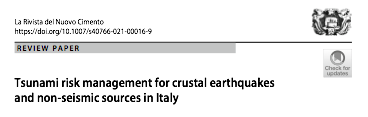 La Rivista del Nuovo Cimento
https://doi.org/10.1007/s40766-021-00016-9
REVIEW PAPER
Check for
updates
Tsunami risk management for crustal earthquakes
and non-seismic sources in Italy